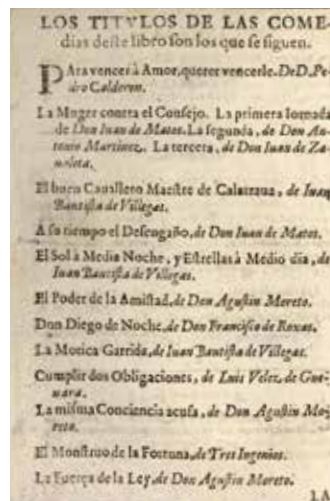 LOS TITVLOS DE LAS COME-
dias deste libro son los que se siguen.
PAra vencer à Amor, querer vencerle. De D. Pe-
dro Calderon.
La Muger contra el Consejo. La primera Iornada
de Don Iuan de Matos. La segunda, de Don An-
tonio Martinez. La tercera, de Don Iuan de Za-
ualeta.
El buen Cauallero Maestre de Calatraua, de Iuan
Bautista de Villegas.
A su tiempo el Desengaño, de Don Iuan de Matos.
El Sol à Media Noche, y Estrellas à Medio dia, de
Iuan Bautista de Villegas.
El Poder de la Amistad, de Don Agustin Moreto.
Don Diego de Noche, de Don Francisco de Roxas.
La Morica Garrida, de Iuan Bautista de Villegas.
Cumplir dos Obligaciones, de Luis Velez de Gue-
uara.
La misma Conciencia acusa, de Don Agustin Mo-
reto.
El Monstruo de la Fortuna, de Tres Ingenios.
La Fuerça de la Ley, de Don Agustin Moreto.